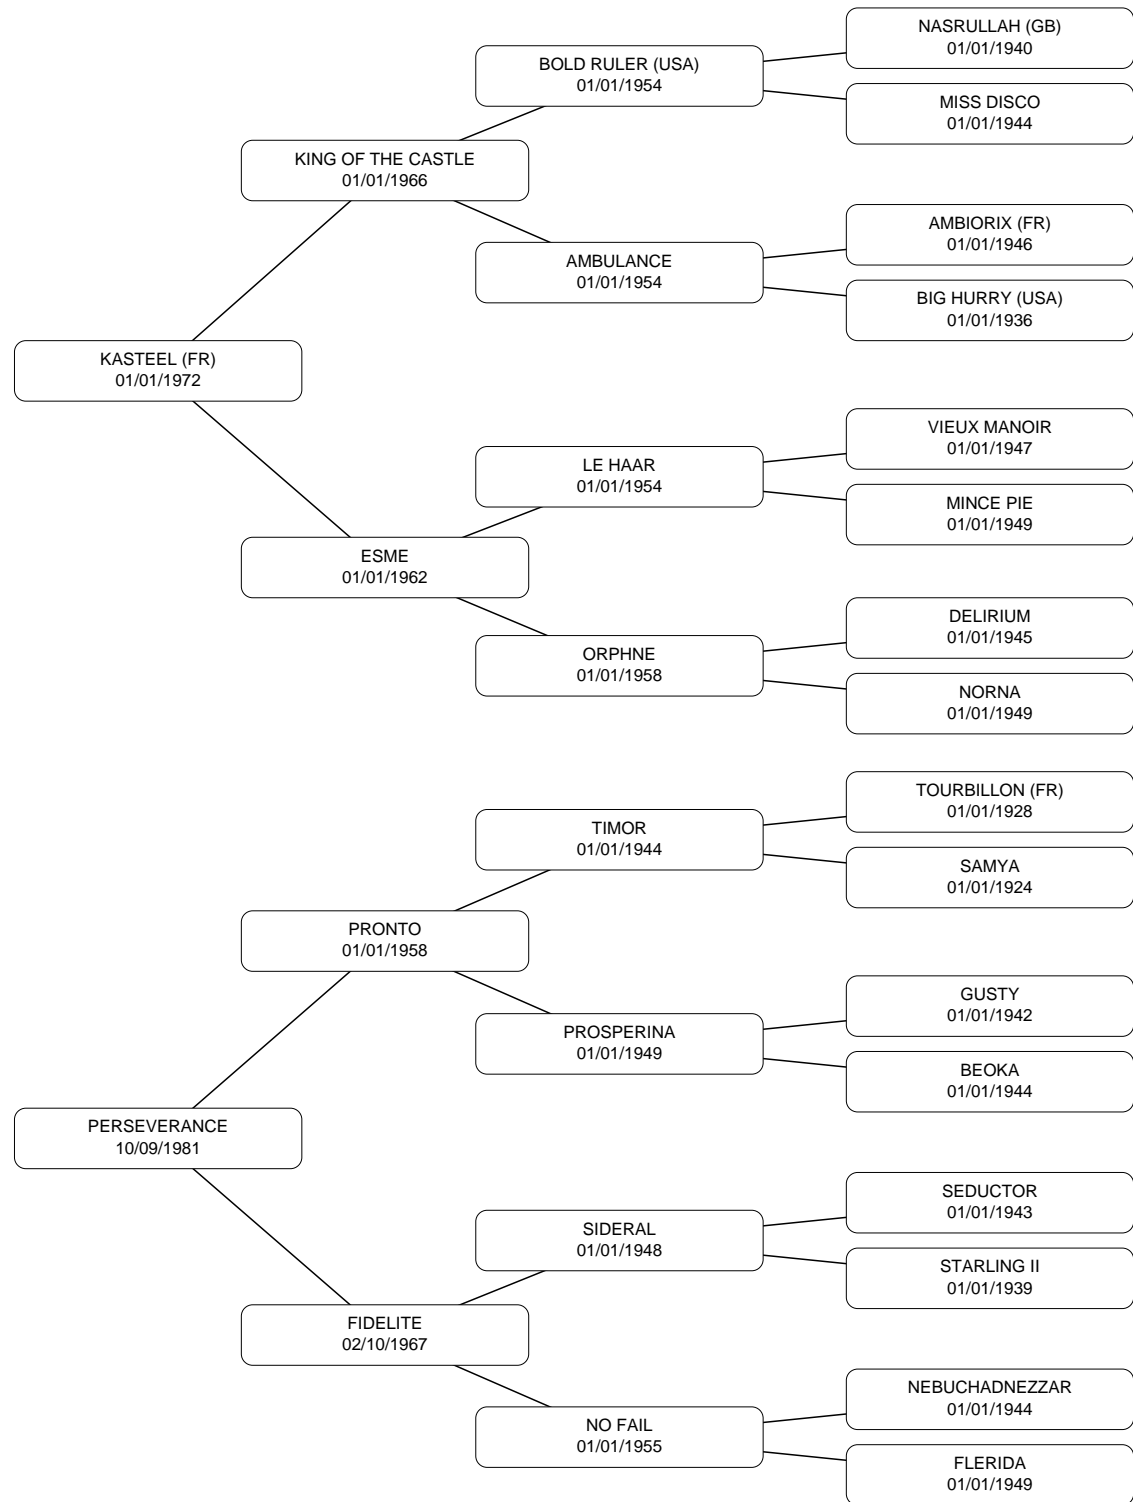 NASRULLAH (GB)
01/01/1940
BOLD RULER (USA)
01/01/1954
MISS DISCO
01/01/1944
KING OF THE CASTLE
01/01/1966
AMBIORIX (FR)
01/01/1946
AMBULANCE
01/01/1954
BIG HURRY (USA)
01/01/1936
KASTEEL (FR)
01/01/1972
VIEUX MANOIR
01/01/1947
LE HAAR
01/01/1954
MINCE PIE
01/01/1949
ESME
01/01/1962
DELIRIUM
01/01/1945
ORPHNE
01/01/1958
NORNA
01/01/1949
TOURBILLON (FR)
01/01/1928
TIMOR
01/01/1944
SAMYA
01/01/1924
PRONTO
01/01/1958
GUSTY
01/01/1942
PROSPERINA
01/01/1949
BEOKA
01/01/1944
PERSEVERANCE
10/09/1981
SEDUCTOR
01/01/1943
SIDERAL
01/01/1948
STARLING II
01/01/1939
FIDELITE
02/10/1967
NEBUCHADNEZZAR
01/01/1944
NO FAIL
01/01/1955
FLERIDA
01/01/1949